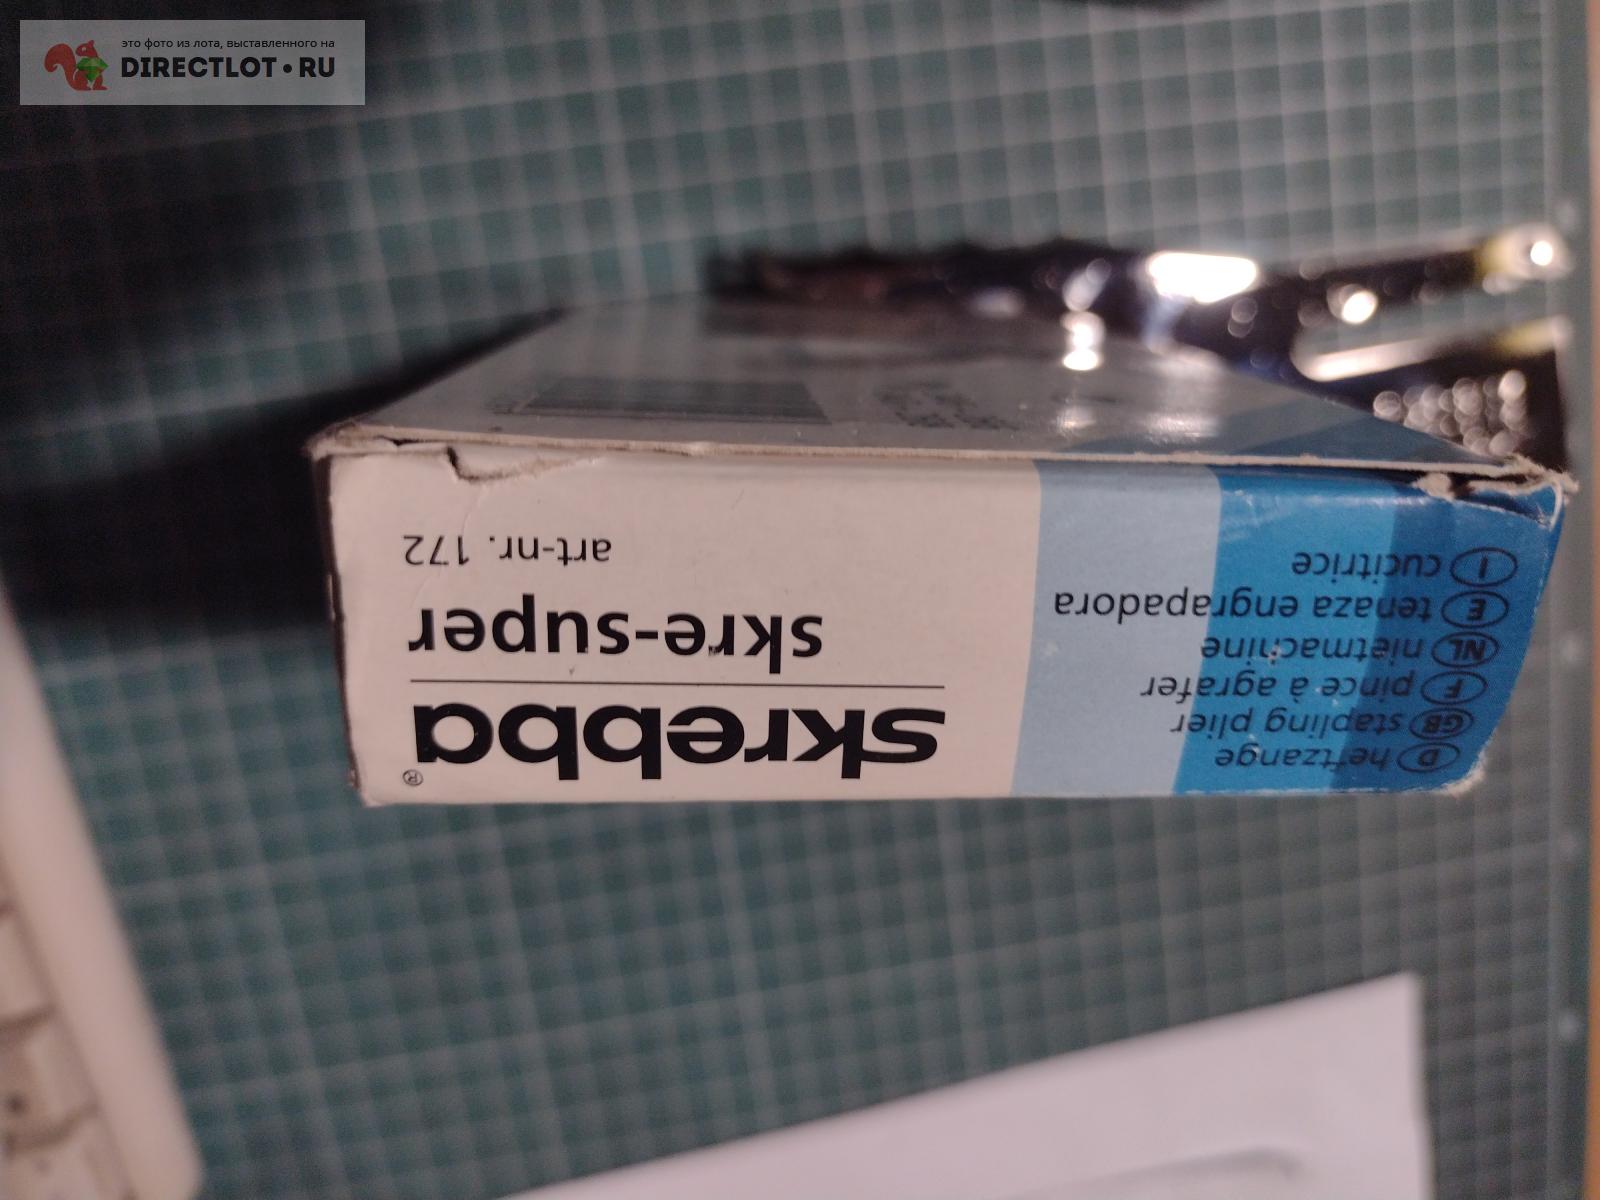 это фото из лота, выставленного на
DIRECTLOT • RU
skrebba®
skre-super
art-nr. 172
D heftzange
GB stapling plier
F pince à agrafer
NL nietmachine
E tenaza engrapadora
I cucitrice